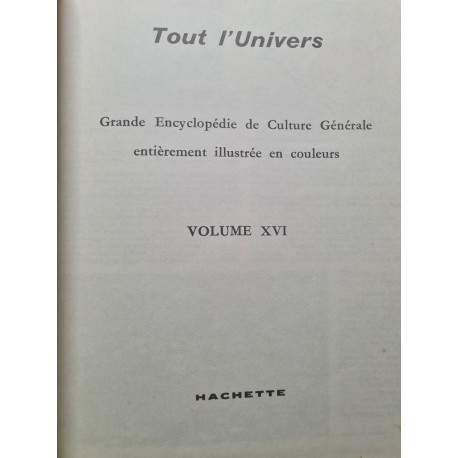 Tout l'Univers
Grande Encyclopédie de Culture Générale
entièrement illustrée en couleurs
VOLUME XVI
HACHETTE